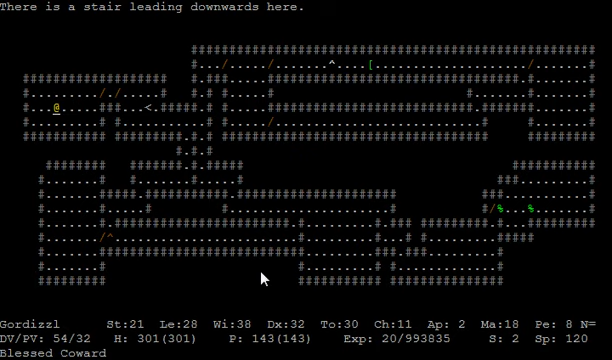 There is a stair leading downwards here.
Gordizzl St:21 Le:28 Wi:38 Dx:32 To:30 Ch:11 Ap: 2 Ma:18 Pe: 8 N=
DV/PV: 54/32 H: 301(301) P: 143(143) Exp: 20/993835 S: 2 Sp: 120
Blessed Coward